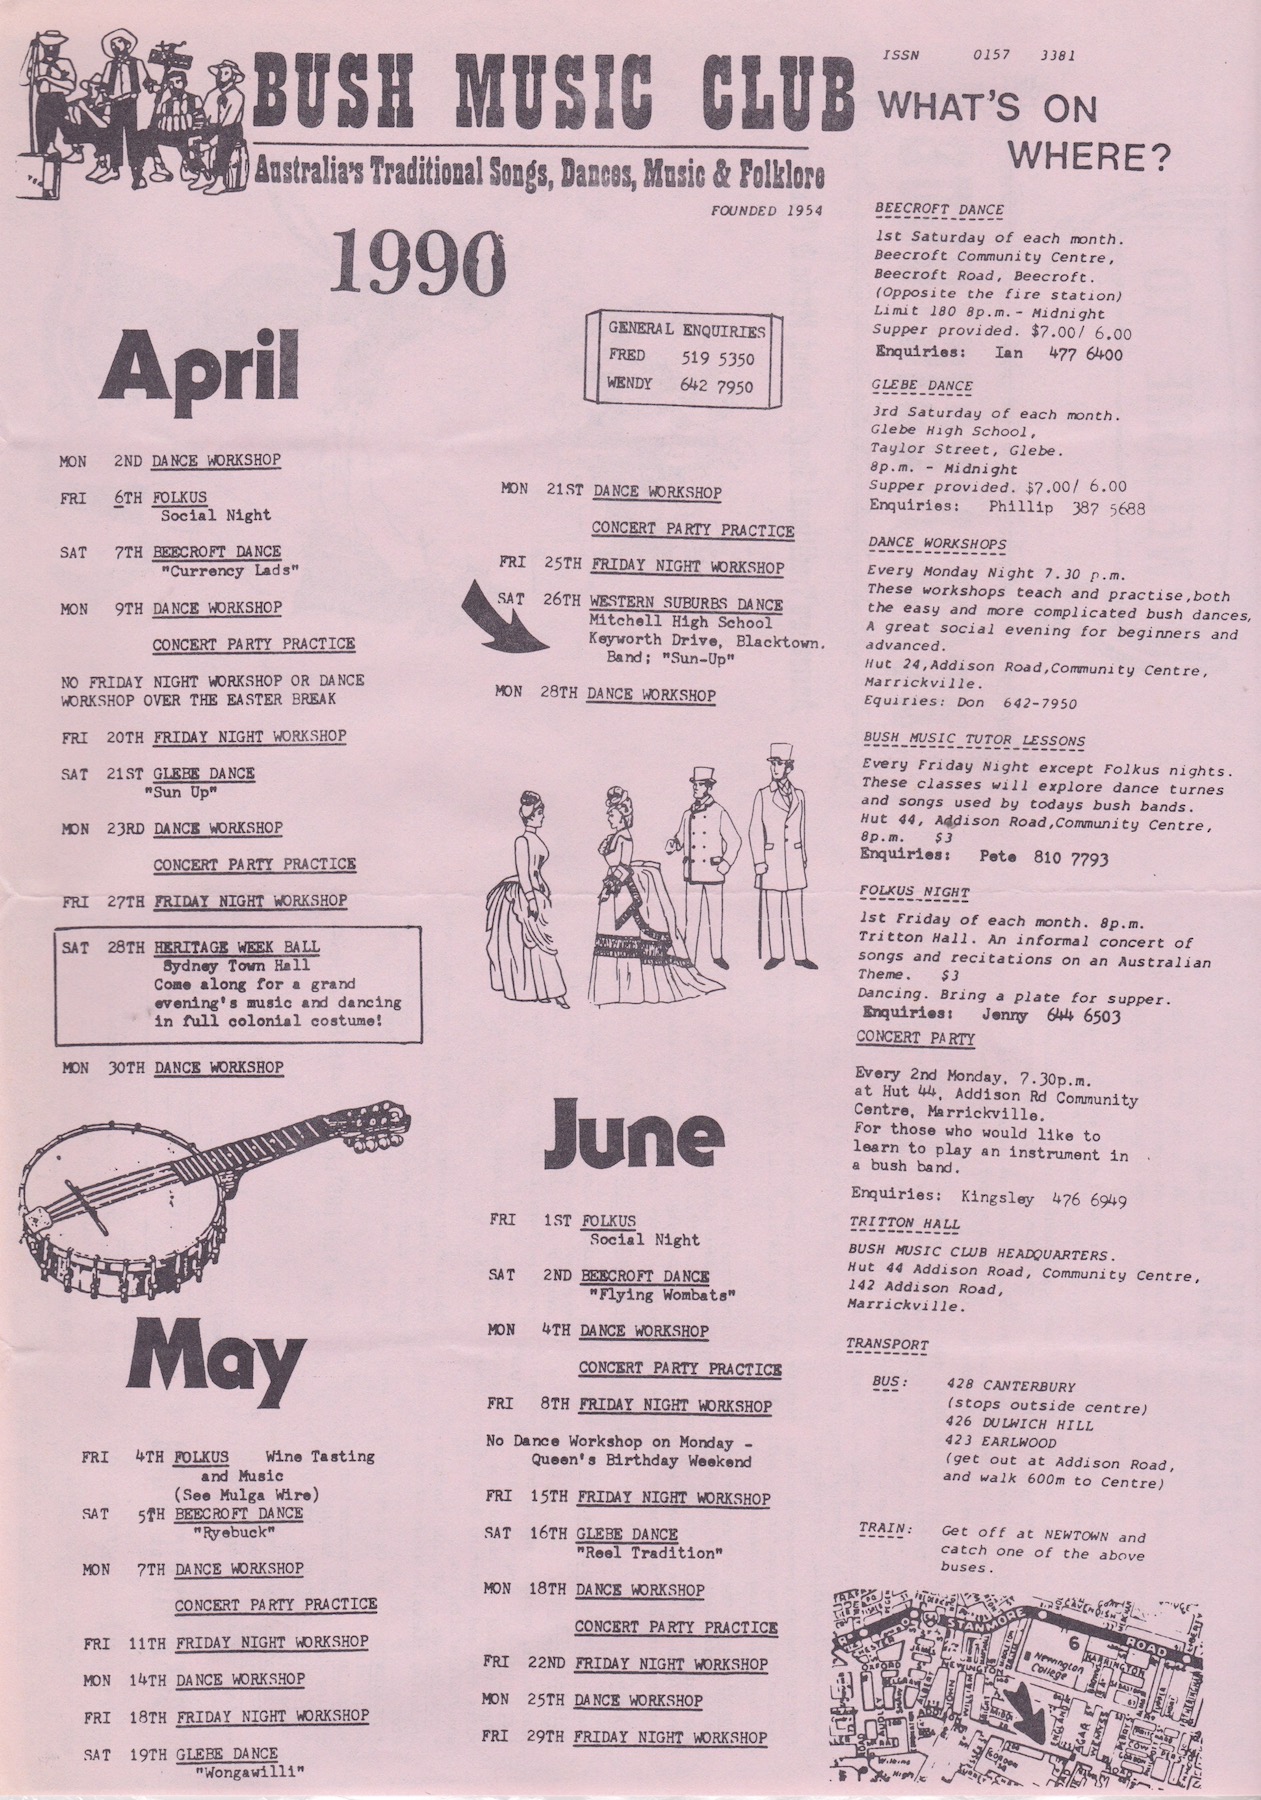 BUSH MUSIC CLUB
Australia's Traditional Songs, Dances, Music & Folklore
FOUNDED 1954
1990
GENERAL ENQUIRIES
FRED 519 5350
WENDY 642 7950
April
MON 2ND DANCE WORKSHOP
FRI 6TH FOLKUS
Social Night
SAT 7TH BEECROFT DANCE
"Currency Lads"
MON 9TH DANCE WORKSHOP
CONCERT PARTY PRACTICE
NO FRIDAY NIGHT WORKSHOP OR DANCE
WORKSHOP OVER THE EASTER BREAK
FRI 20TH FRIDAY NIGHT WORKSHOP
SAT 21ST GLEBE DANCE
"Sun Up"
MON 23RD DANCE WORKSHOP
CONCERT PARTY PRACTICE
FRI 27TH FRIDAY NIGHT WORKSHOP
SAT 28TH HERITAGE WEEK BALL
Sydney Town Hall
Come along for a grand
evening's music and dancing
in full colonial costume!
MON 30TH DANCE WORKSHOP
May
FRI 4TH FOLKUS Wine Tasting
and Music
(See Mulga Wire)
SAT 5TH BEECROFT DANCE
"Ryebuck"
MON 7TH DANCE WORKSHOP
CONCERT PARTY PRACTICE
FRI 11TH FRIDAY NIGHT WORKSHOP
MON 14TH DANCE WORKSHOP
FRI 18TH FRIDAY NIGHT WORKSHOP
SAT 19TH GLEBE DANCE
"Wongawilli"
MON 21ST DANCE WORKSHOP
CONCERT PARTY PRACTICE
FRI 25TH FRIDAY NIGHT WORKSHOP
SAT 26TH WESTERN SUBURBS DANCE
Mitchell High School
Keyworth Drive, Blacktown.
Band; "Sun-Up"
MON 28TH DANCE WORKSHOP
June
FRI 1ST FOLKUS
Social Night
SAT 2ND BEECROFT DANCE
"Flying Wombats"
MON 4TH DANCE WORKSHOP
CONCERT PARTY PRACTICE
FRI 8TH FRIDAY NIGHT WORKSHOP
No Dance Workshop on Monday -
Queen's Birthday Weekend
FRI 15TH FRIDAY NIGHT WORKSHOP
SAT 16TH GLEBE DANCE
"Reel Tradition"
MON 18TH DANCE WORKSHOP
CONCERT PARTY PRACTICE
FRI 22ND FRIDAY NIGHT WORKSHOP
MON 25TH DANCE WORKSHOP
FRI 29TH FRIDAY NIGHT WORKSHOP
ISSN 0157 3381
WHAT'S ON
WHERE?
BEECROFT DANCE
1st Saturday of each month.
Beecroft Community Centre,
Beecroft Road, Beecroft.
(Opposite the fire station)
Limit 180 8p.m.- Midnight
Supper provided. $7.00/ 6.00
Enquiries: Ian 477 6400
GLEBE DANCE
3rd Saturday of each month.
Glebe High School,
Taylor Street, Glebe.
8p.m. - Midnight
Supper provided. $7.00/ 6.00
Enquiries: Phillip 387 5688
DANCE WORKSHOPS
Every Monday Night 7.30 p.m.
These workshops teach and practise,both
the easy and more complicated bush dances,
A great social evening for beginners and
advanced.
Hut 24,Addison Road,Community Centre,
Marrickville.
Equiries: Don 642-7950
BUSH MUSIC TUTOR LESSONS
Every Friday Night except Folkus nights.
These classes will explore dance turnes
and songs used by todays bush bands.
Hut 44, Addison Road,Community Centre,
8p.m. $3
Enquiries: Pete 810 7793
FOLKUS NIGHT
1st Friday of each month. 8p.m.
Tritton Hall. An informal concert of
songs and recitations on an Australian
Theme. $3
Dancing. Bring a plate for supper.
Enquiries: Jenny 644 6503
CONCERT PARTY
Every 2nd Monday, 7.30p.m.
at Hut 44, Addison Rd Community
Centre, Marrickville.
For those who would like to
learn to play an instrument in
a bush band.
Enquiries: Kingsley 476 6949
TRITTON HALL
BUSH MUSIC CLUB HEADQUARTERS.
Hut 44 Addison Road, Community Centre,
142 Addison Road,
Marrickville.
TRANSPORT
BUS: 428 CANTERBURY
(stops outside centre)
426 DULWICH HILL
423 EARLWOOD
(get out at Addison Road,
and walk 600m to Centre)
TRAIN: Get off at NEWTOWN and
catch one of the above
buses.
STANMORE
ROAD
6
Newington
College
HARRINGTON
OXFORD
JOHN
WILLIAM
ADDISON
AGAR